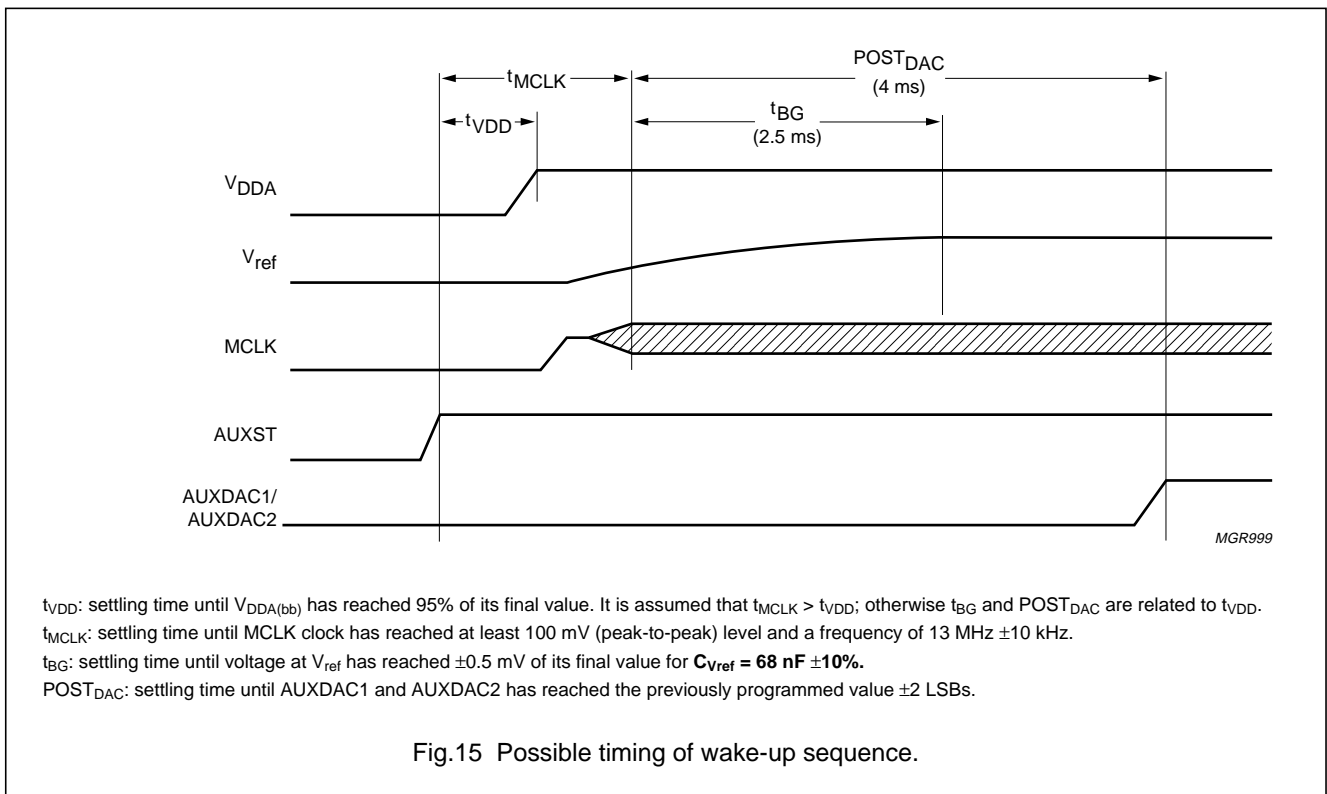 tMCLK
POSTDAC
(4 ms)
tVDD
tBG
(2.5 ms)
VDDA
Vref
MCLK
AUXST
AUXDAC1/
AUXDAC2
MGR999
tVDD: settling time until VDDA(bb) has reached 95% of its final value. It is assumed that tMCLK > tVDD; otherwise tBG and POSTDAC are related to tVDD.
tMCLK: settling time until MCLK clock has reached at least 100 mV (peak-to-peak) level and a frequency of 13 MHz ±10 kHz.
tBG: settling time until voltage at Vref has reached ±0.5 mV of its final value for CVref = 68 nF ±10%.
POSTDAC: settling time until AUXDAC1 and AUXDAC2 has reached the previously programmed value ±2 LSBs.
Fig.15 Possible timing of wake-up sequence.